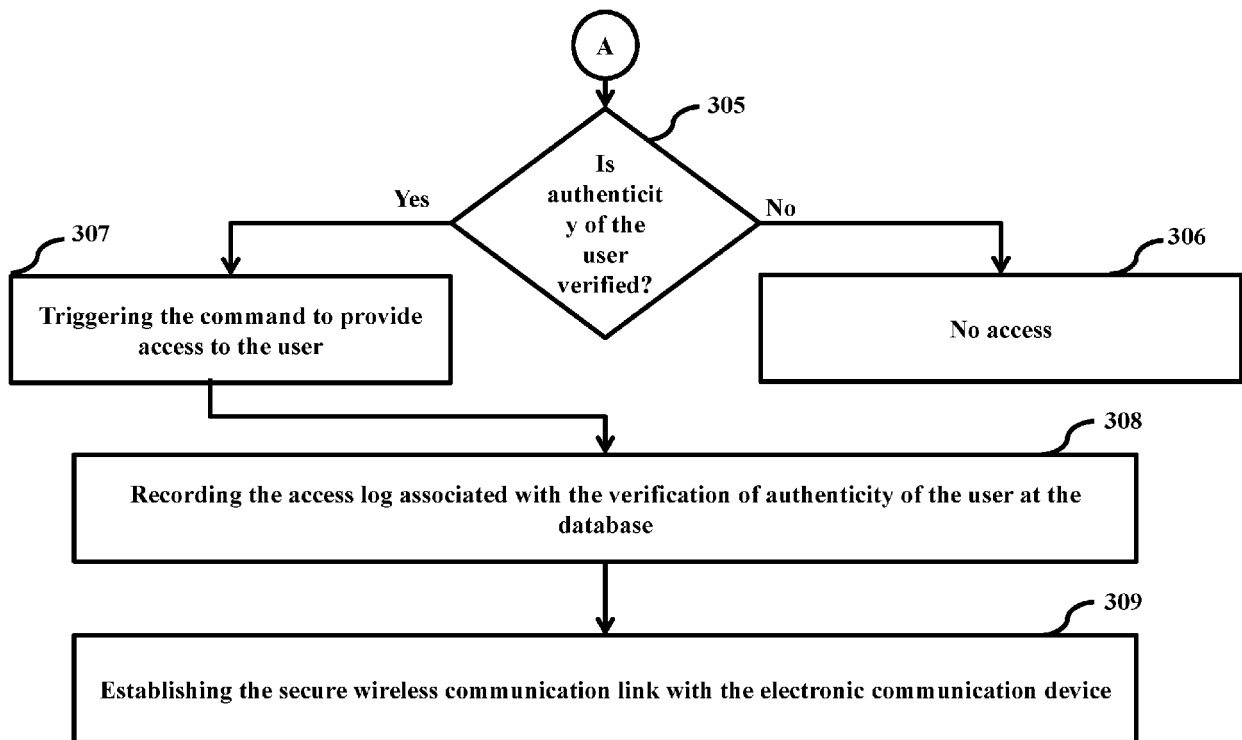 A
305
Is
authenticit
y of the
user
verified?
Yes
No
307
306
Triggering the command to provide
access to the user
No access
308
Recording the access log associated with the verification of authenticity of the user at the
database
309
Establishing the secure wireless communication link with the electronic communication device